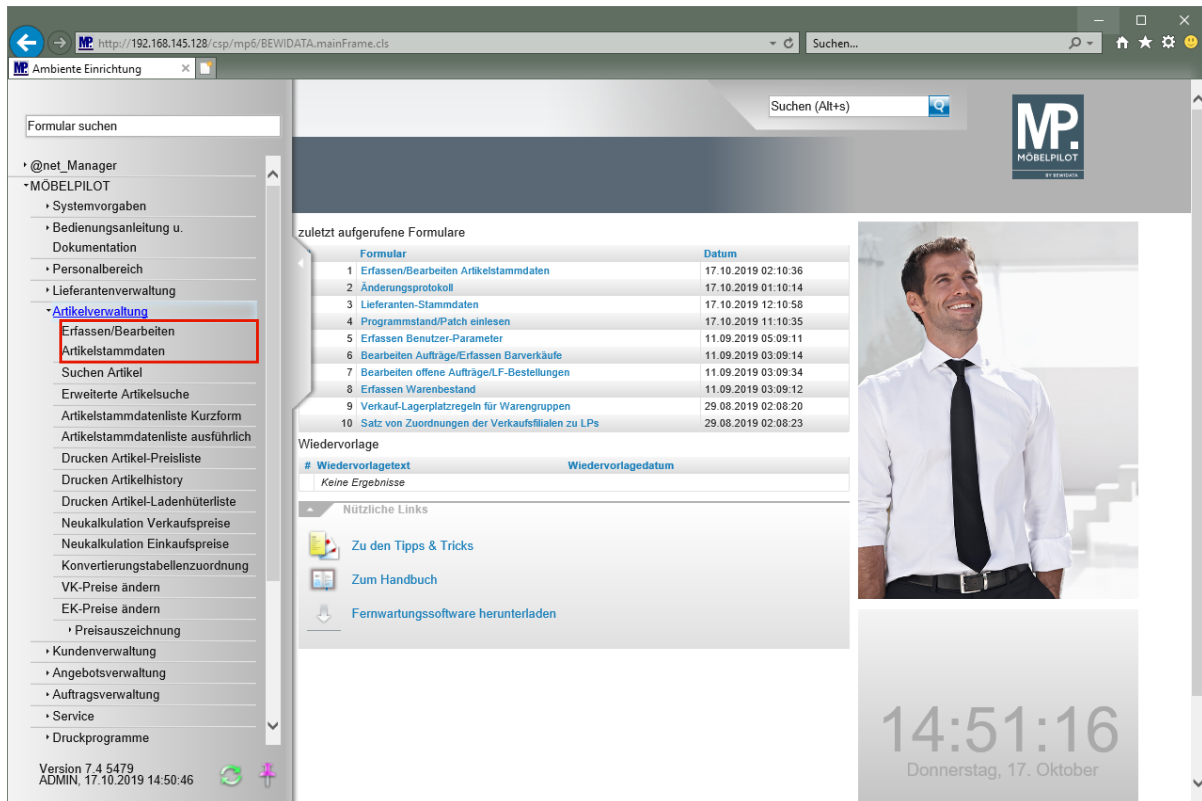 http://192.168.145.128/csp/mp6/BEWIDATA.mainFrame.cls
Suchen...
Ambiente Einrichtung
Formular suchen
@net_Manager
MÖBELPILOT
Systemvorgaben
Bedienungsanleitung u.
Dokumentation
Personalbereich
Lieferantenverwaltung
Artikelverwaltung
Erfassen/Bearbeiten
Artikelstammdaten
Suchen Artikel
Erweiterte Artikelsuche
Artikelstammdatenliste Kurzform
Artikelstammdatenliste ausführlich
Drucken Artikel-Preisliste
Drucken Artikelhistory
Drucken Artikel-Ladenhüterliste
Neukalkulation Verkaufspreise
Neukalkulation Einkaufspreise
Konvertierungstabellenzuordnung
VK-Preise ändern
EK-Preise ändern
Preisauszeichnung
Kundenverwaltung
Angebotsverwaltung
Auftragsverwaltung
Service
Druckprogramme
Version 7.4 5479
ADMIN, 17.10.2019 14:50:46
Suchen (Alt+s)
MP.
MÖBELPILOT
BY BEWIDATA
zuletzt aufgerufene Formulare
Formular Datum
1 Erfassen/Bearbeiten Artikelstammdaten 17.10.2019 02:10:36
2 Änderungsprotokoll 17.10.2019 01:10:14
3 Lieferanten-Stammdaten 17.10.2019 12:10:58
4 Programmstand/Patch einlesen 17.10.2019 11:10:35
5 Erfassen Benutzer-Parameter 11.09.2019 05:09:11
6 Bearbeiten Aufträge/Erfassen Barverkäufe 11.09.2019 03:09:14
7 Bearbeiten offene Aufträge/LF-Bestellungen 11.09.2019 03:09:34
8 Erfassen Warenbestand 11.09.2019 03:09:12
9 Verkauf-Lagerplatzregeln für Warengruppen 29.08.2019 02:08:20
10 Satz von Zuordnungen der Verkaufsfilialen zu LPs 29.08.2019 02:08:23
Wiedervorlage
# Wiedervorlagetext Wiedervorlagedatum
Keine Ergebnisse
Nützliche Links
Zu den Tipps & Tricks
Zum Handbuch
Fernwartungssoftware herunterladen
14:51:16
Donnerstag, 17. Oktober